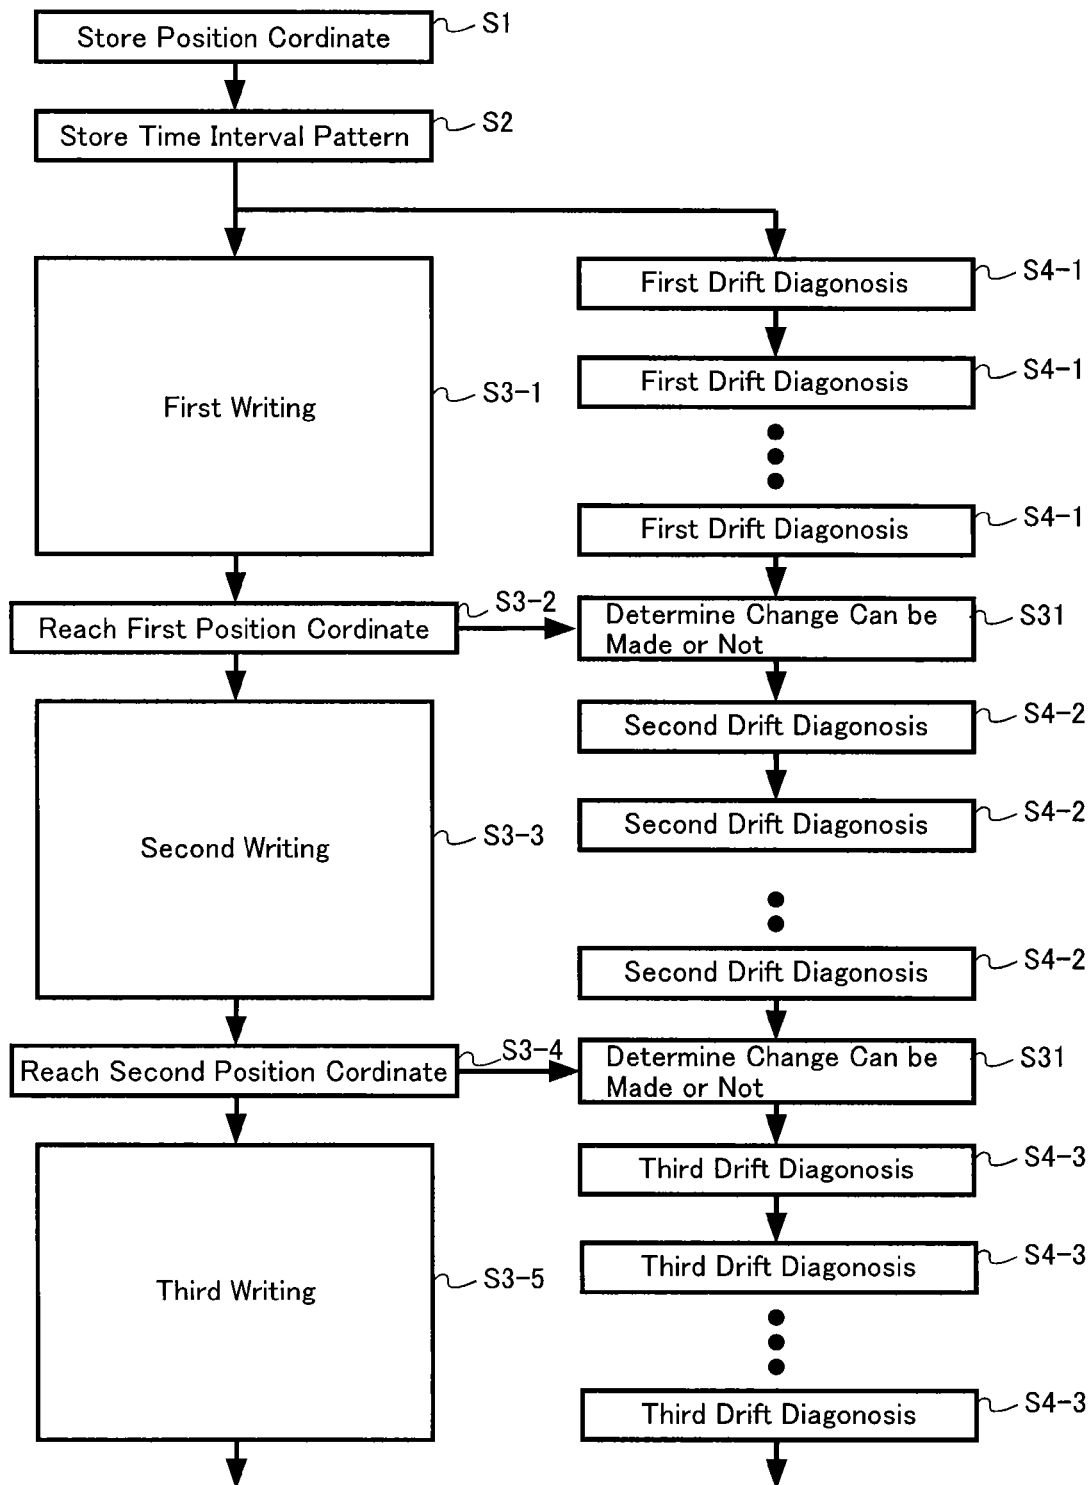 Store Position Cordinate
S1
Store Time Interval Pattern
S2
First Writing
S3-1
First Drift Diagonosis
S4-1
First Drift Diagonosis
S4-1
First Drift Diagonosis
S4-1
Reach First Position Cordinate
S3-2
Determine Change Can be
Made or Not
S31
Second Writing
S3-3
Second Drift Diagonosis
S4-2
Second Drift Diagonosis
S4-2
Second Drift Diagonosis
S4-2
Reach Second Position Cordinate
S3-4
Determine Change Can be
Made or Not
S31
Third Writing
S3-5
Third Drift Diagonosis
S4-3
Third Drift Diagonosis
S4-3
Third Drift Diagonosis
S4-3